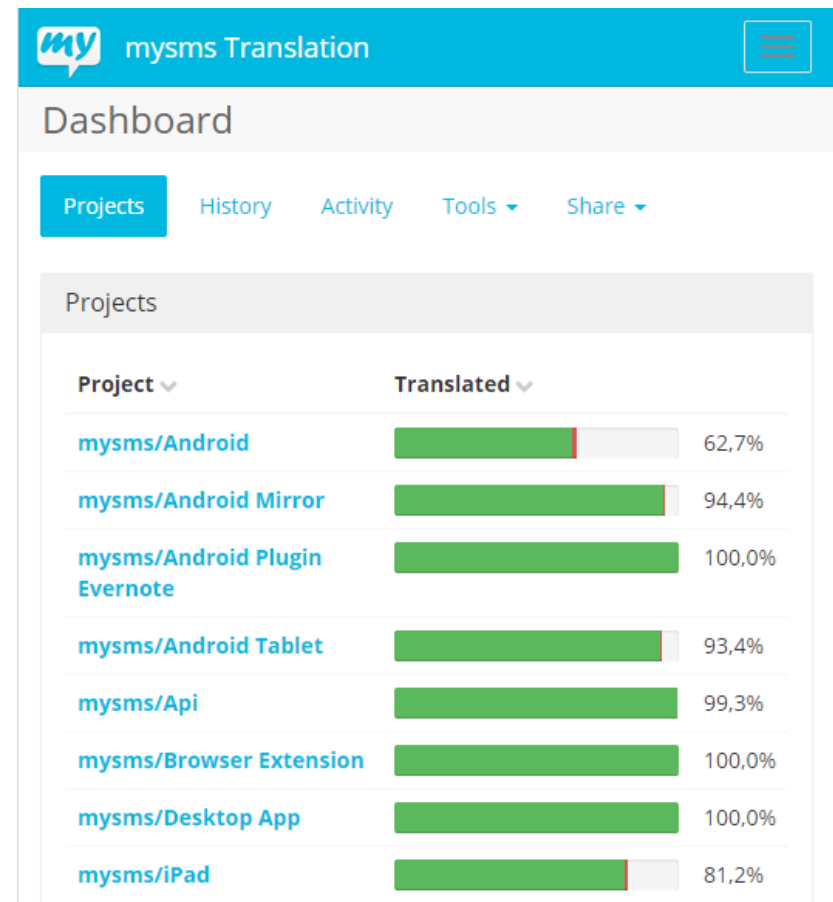 my mysms Translation
Dashboard
Projects History Activity Tools Share
Projects
Project Translated
mysms/Android 62,7%
mysms/Android Mirror 94,4%
mysms/Android Plugin 100,0%
Evernote
mysms/Android Tablet 93,4%
mysms/Api 99,3%
mysms/Browser Extension 100,0%
mysms/Desktop App 100,0%
mysms/iPad 81,2%